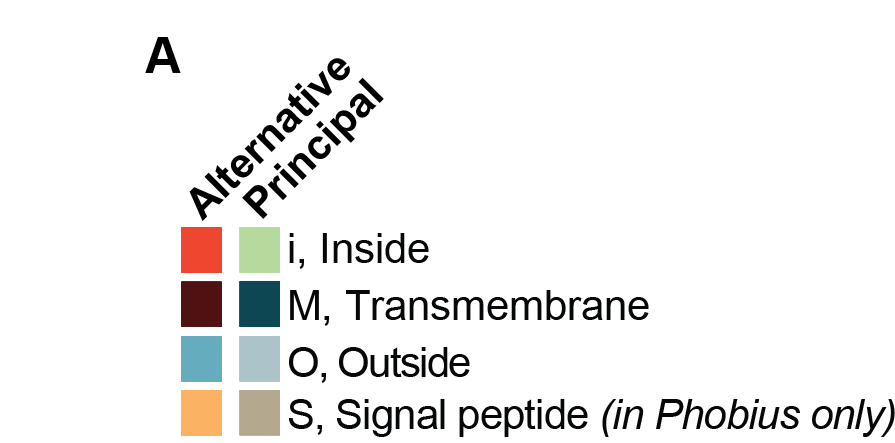 A
Alternative
Principal
i, Inside
M, Transmembrane
O, Outside
S, Signal peptide (in Phobius only)